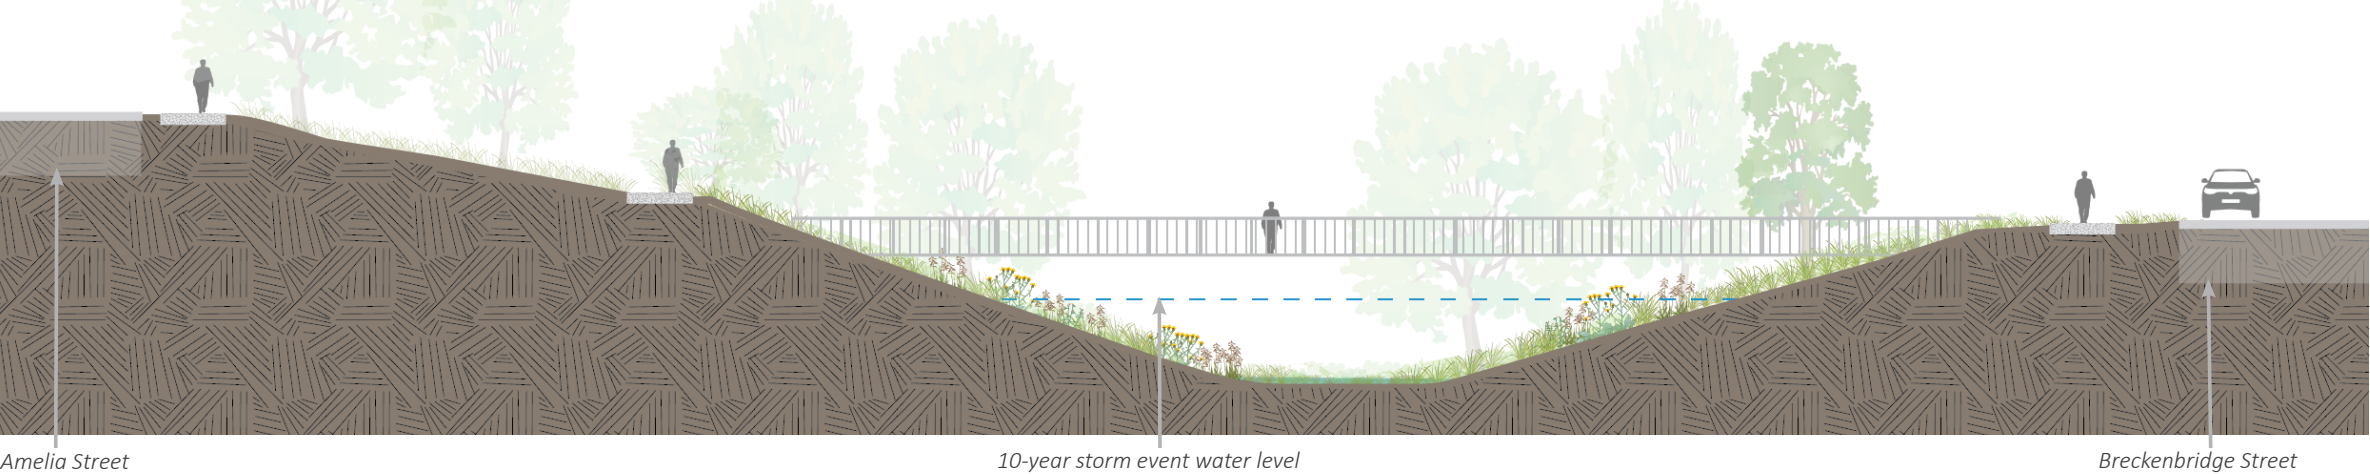 Amelia Street
10-year storm event water level
Breckenbridge Street